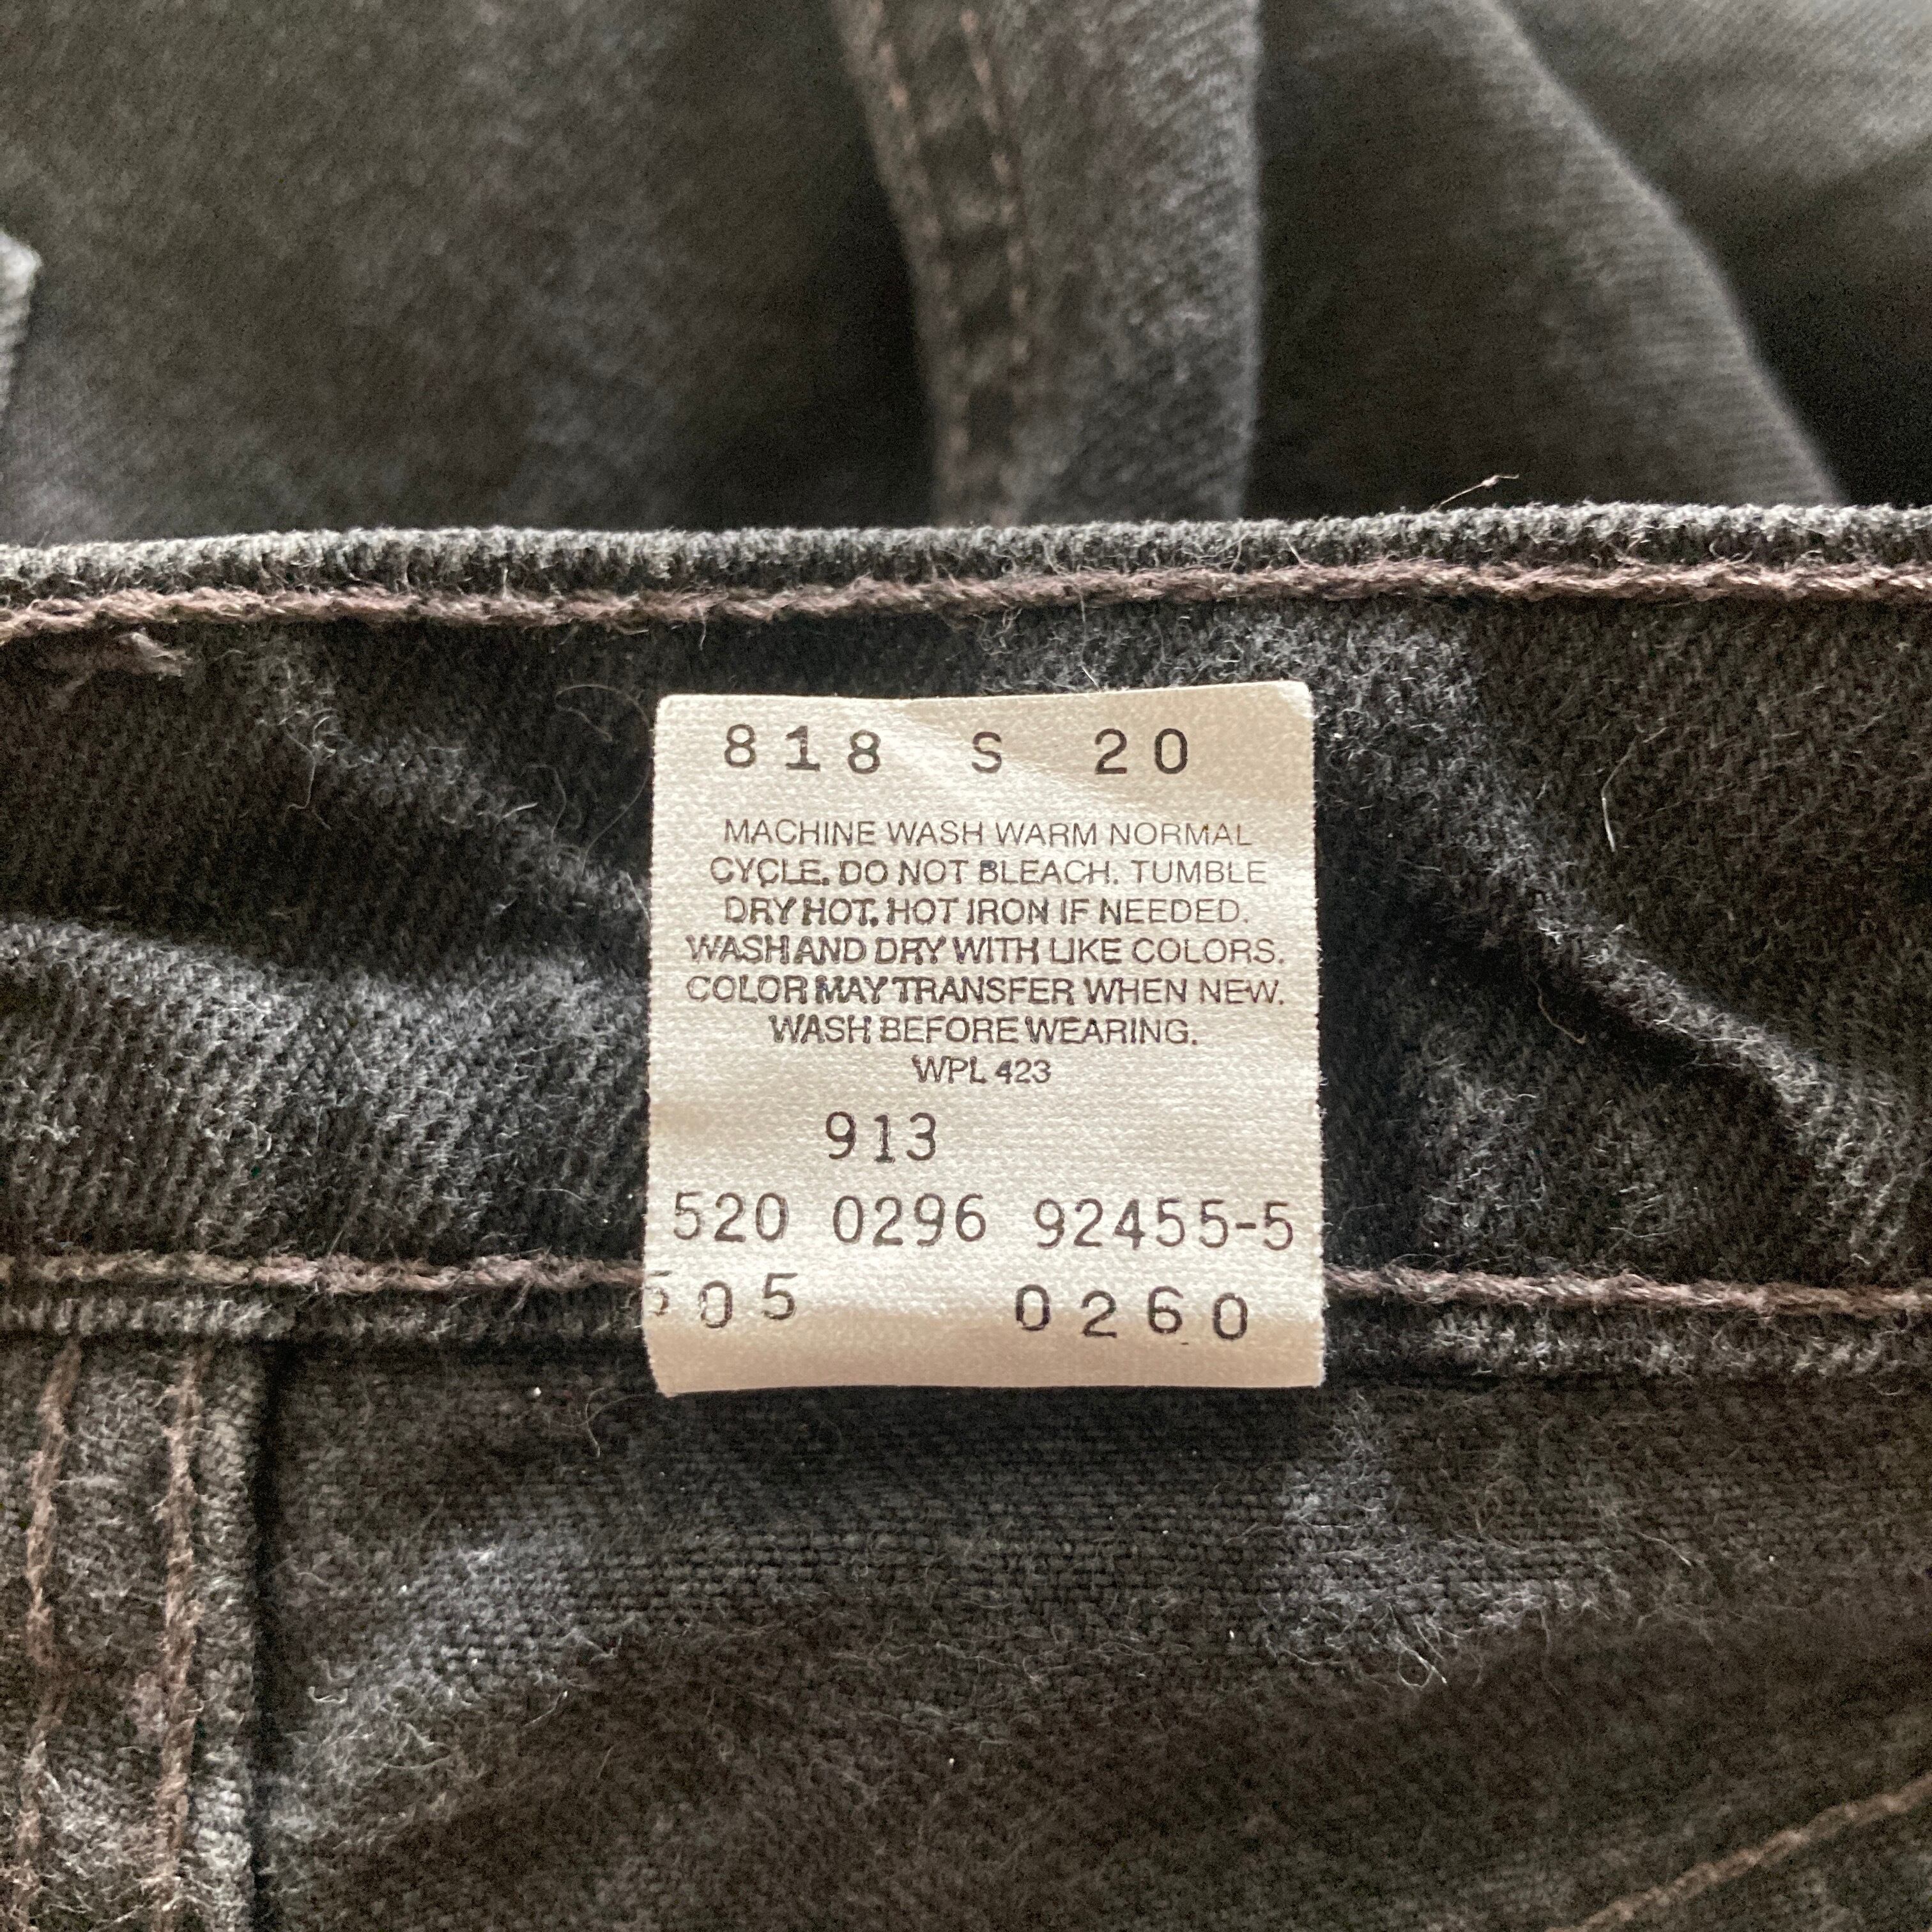 818 S 20
MACHINE WASH WARM NORMAL
CYCLE. DO NOT BLEACH. TUMBLE
DRY HOT. HOT IRON IF NEEDED.
WASH AND DRY WITH LIKE COLORS.
COLOR MAY TRANSFER WHEN NEW.
WASH BEFORE WEARING.
WPL 423
913
520 0296 92455-5
505 0260